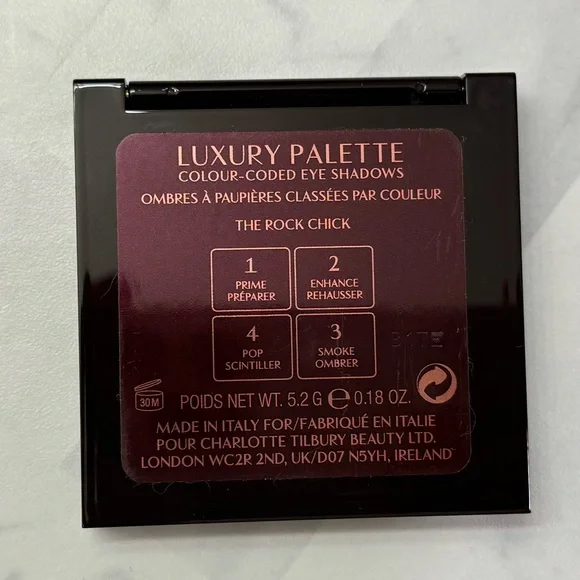 LUXURY PALETTE
COLOUR-CODED EYE SHADOWS
OMBRES À PAUPIÈRES CLASSÉES PAR COULEUR
THE ROCK CHICK
1
PRIME
PRÉPARER
2
ENHANCE
REHAUSSER
4
POP
SCINTILLER
3
SMOKE
OMBRER
30M
POIDS NET WT. 5.2 G ℮ 0.18 OZ.
MADE IN ITALY FOR/FABRIQUÉ EN ITALIE
POUR CHARLOTTE TILBURY BEAUTY LTD.
LONDON WC2R 2ND, UK/D07 N5YH, IRELAND